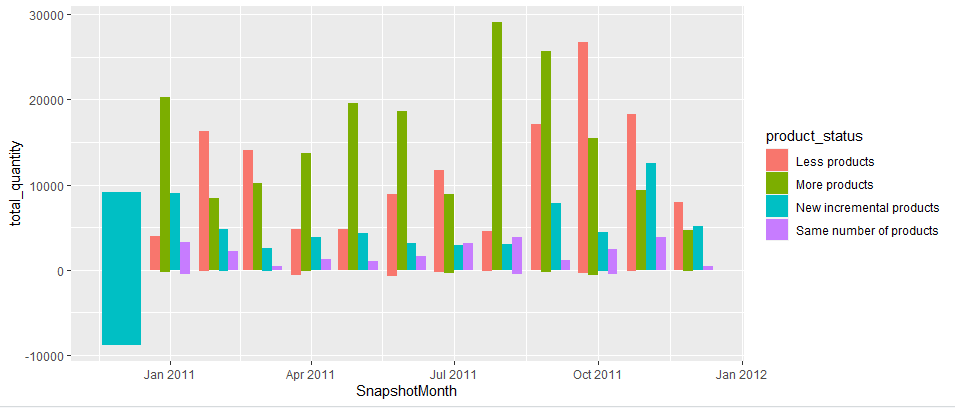 total_quantity
30000
20000
10000
0
-10000
Jan 2011
Apr 2011
Jul 2011
Oct 2011
Jan 2012
SnapshotMonth
product_status
Less products
More products
New incremental products
Same number of products